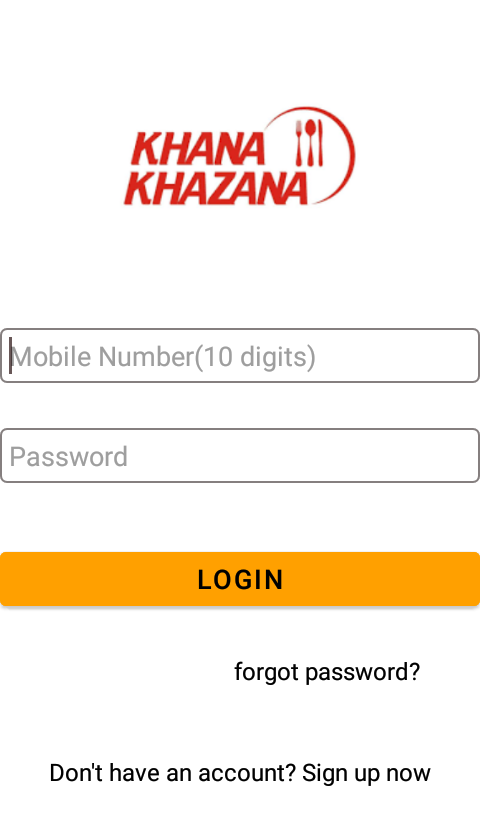 KHANA
KHAZANA
Mobile Number(10 digits)
Password
LOGIN
forgot password?
Don't have an account? Sign up now